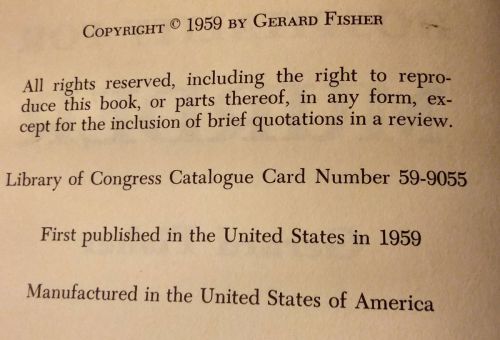 COPYRIGHT © 1959 BY GERARD FISHER
All rights reserved, including the right to repro-
duce this book, or parts thereof, in any form, ex-
cept for the inclusion of brief quotations in a review.
Library of Congress Catalogue Card Number 59-9055
First published in the United States in 1959
Manufactured in the United States of America